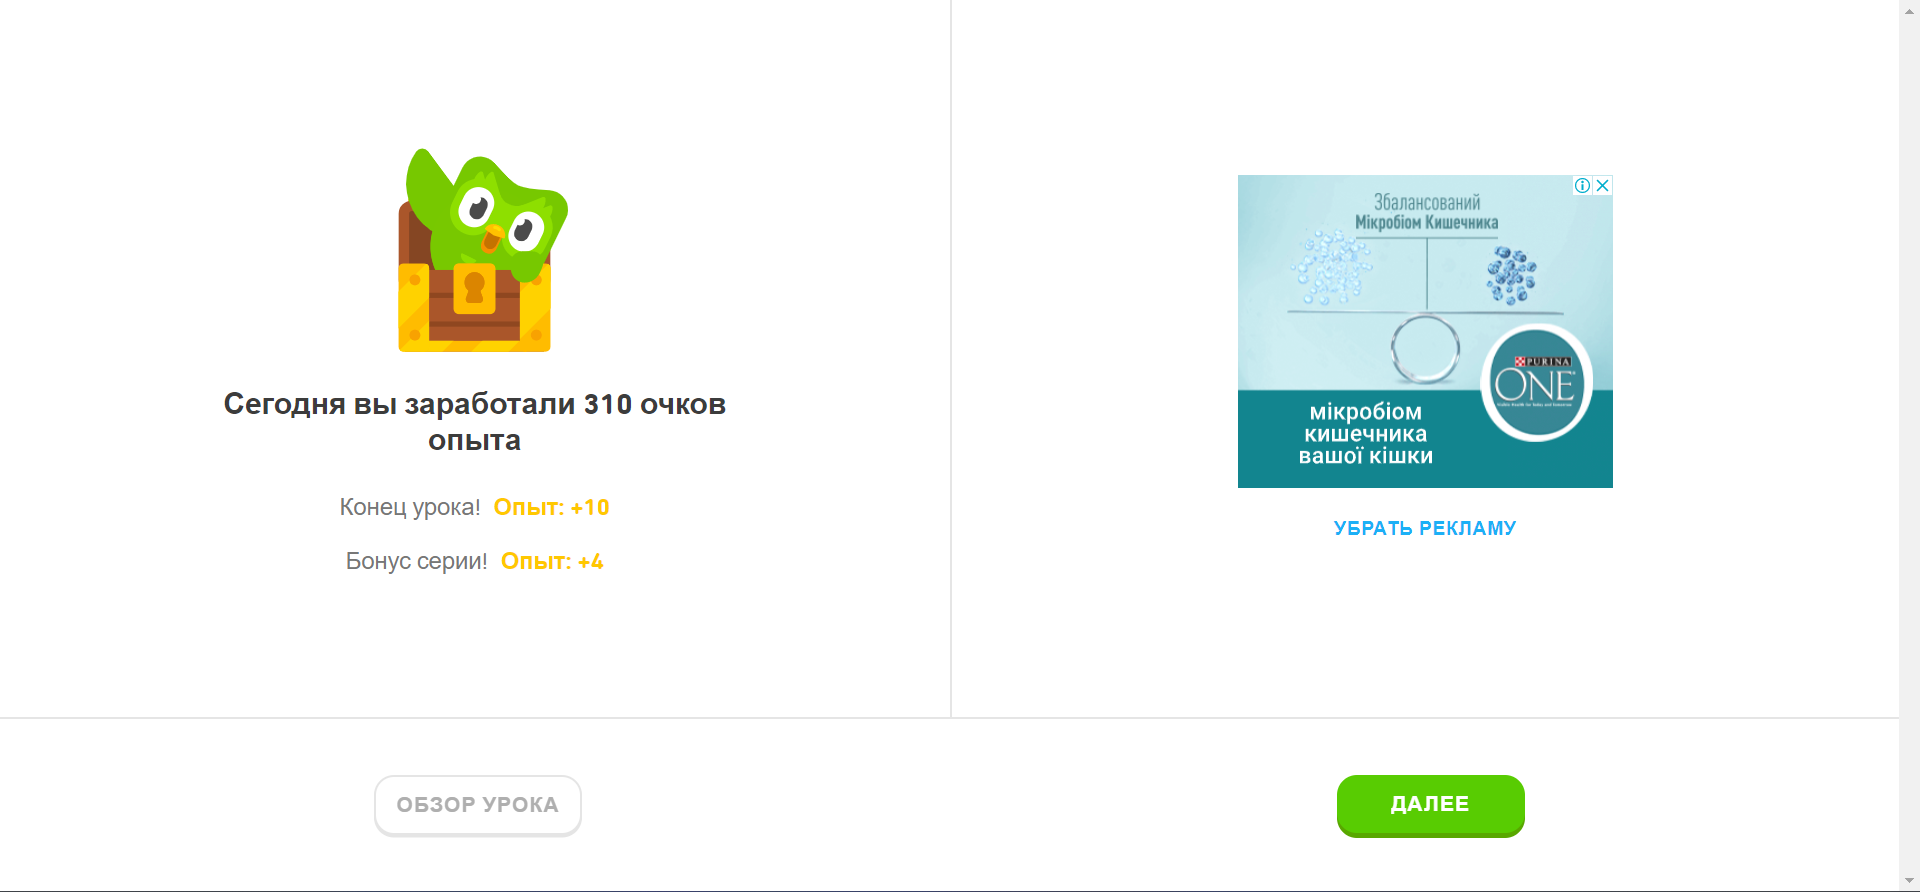 Сегодня вы заработали 310 очков
опыта
Конец урока! Опыт: +10
Бонус серии! Опыт: +4
Збалансований
Мікробіом Кишечника
PURINA
ONE
мікробіом
кишечника
вашої кішки
УБРАТЬ РЕКЛАМУ
ОБЗОР УРОКА
ДАЛЕЕ